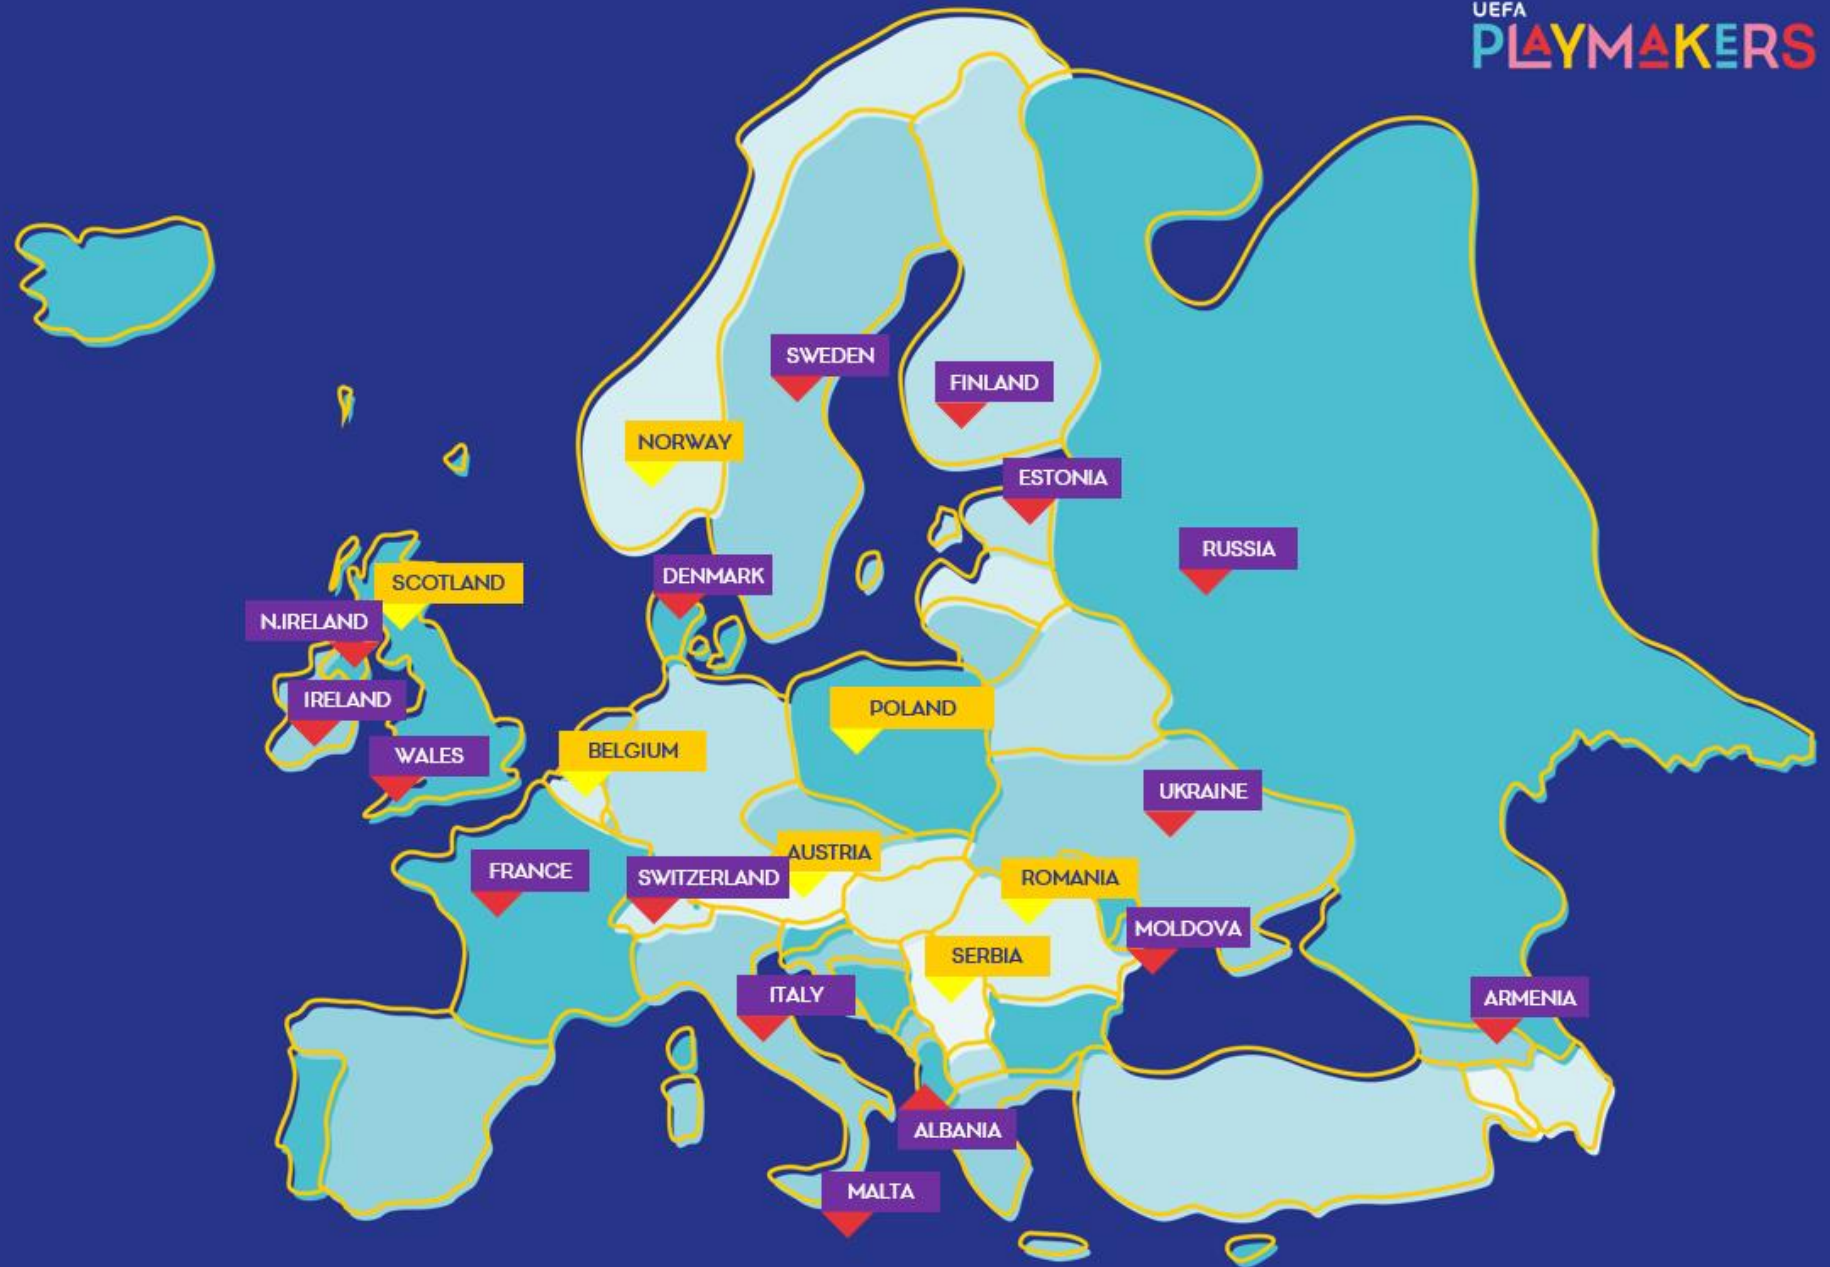 UEFA
PLAYMAKERS
SWEDEN
FINLAND
NORWAY
ESTONIA
RUSSIA
DENMARK
SCOTLAND
N.IRELAND
IRELAND
POLAND
BELGIUM
WALES
UKRAINE
AUSTRIA
FRANCE
SWITZERLAND
ROMANIA
MOLDOVA
SERBIA
ITALY
ARMENIA
ALBANIA
MALTA